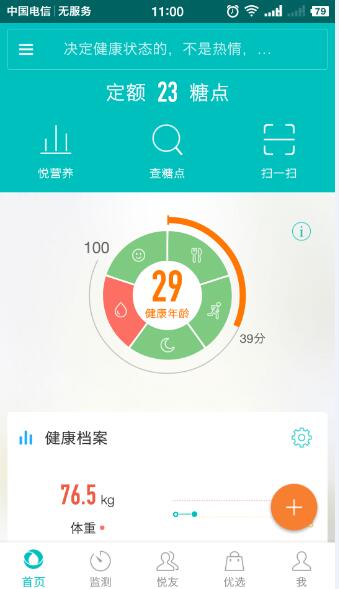 中国电信 无服务 11:00 79
决定健康状态的，不是热情，...
定额 23 糖点
悦营养 查糖点 扫一扫
100
29
健康年龄
39分
健康档案
76.5 kg
体重
首页 监测 悦友 优选 我